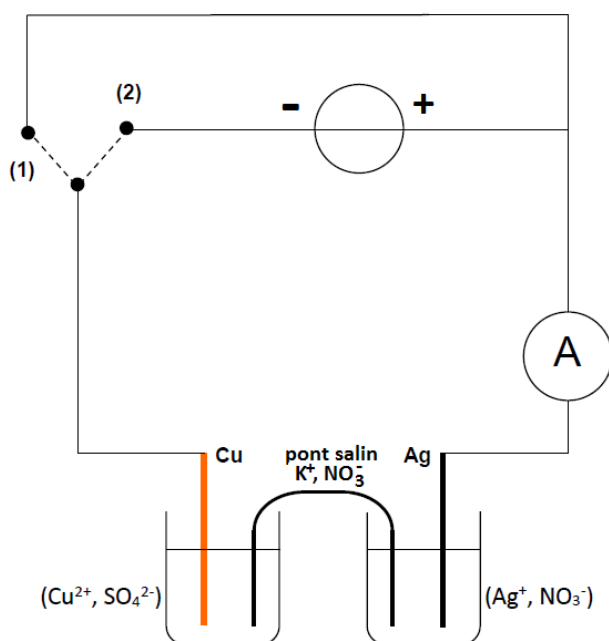 (2)
- +
(1)
A
Cu
pont salin
K⁺, NO₃⁻
Ag
(Cu²⁺, SO₄²⁻)
(Ag⁺, NO₃⁻)